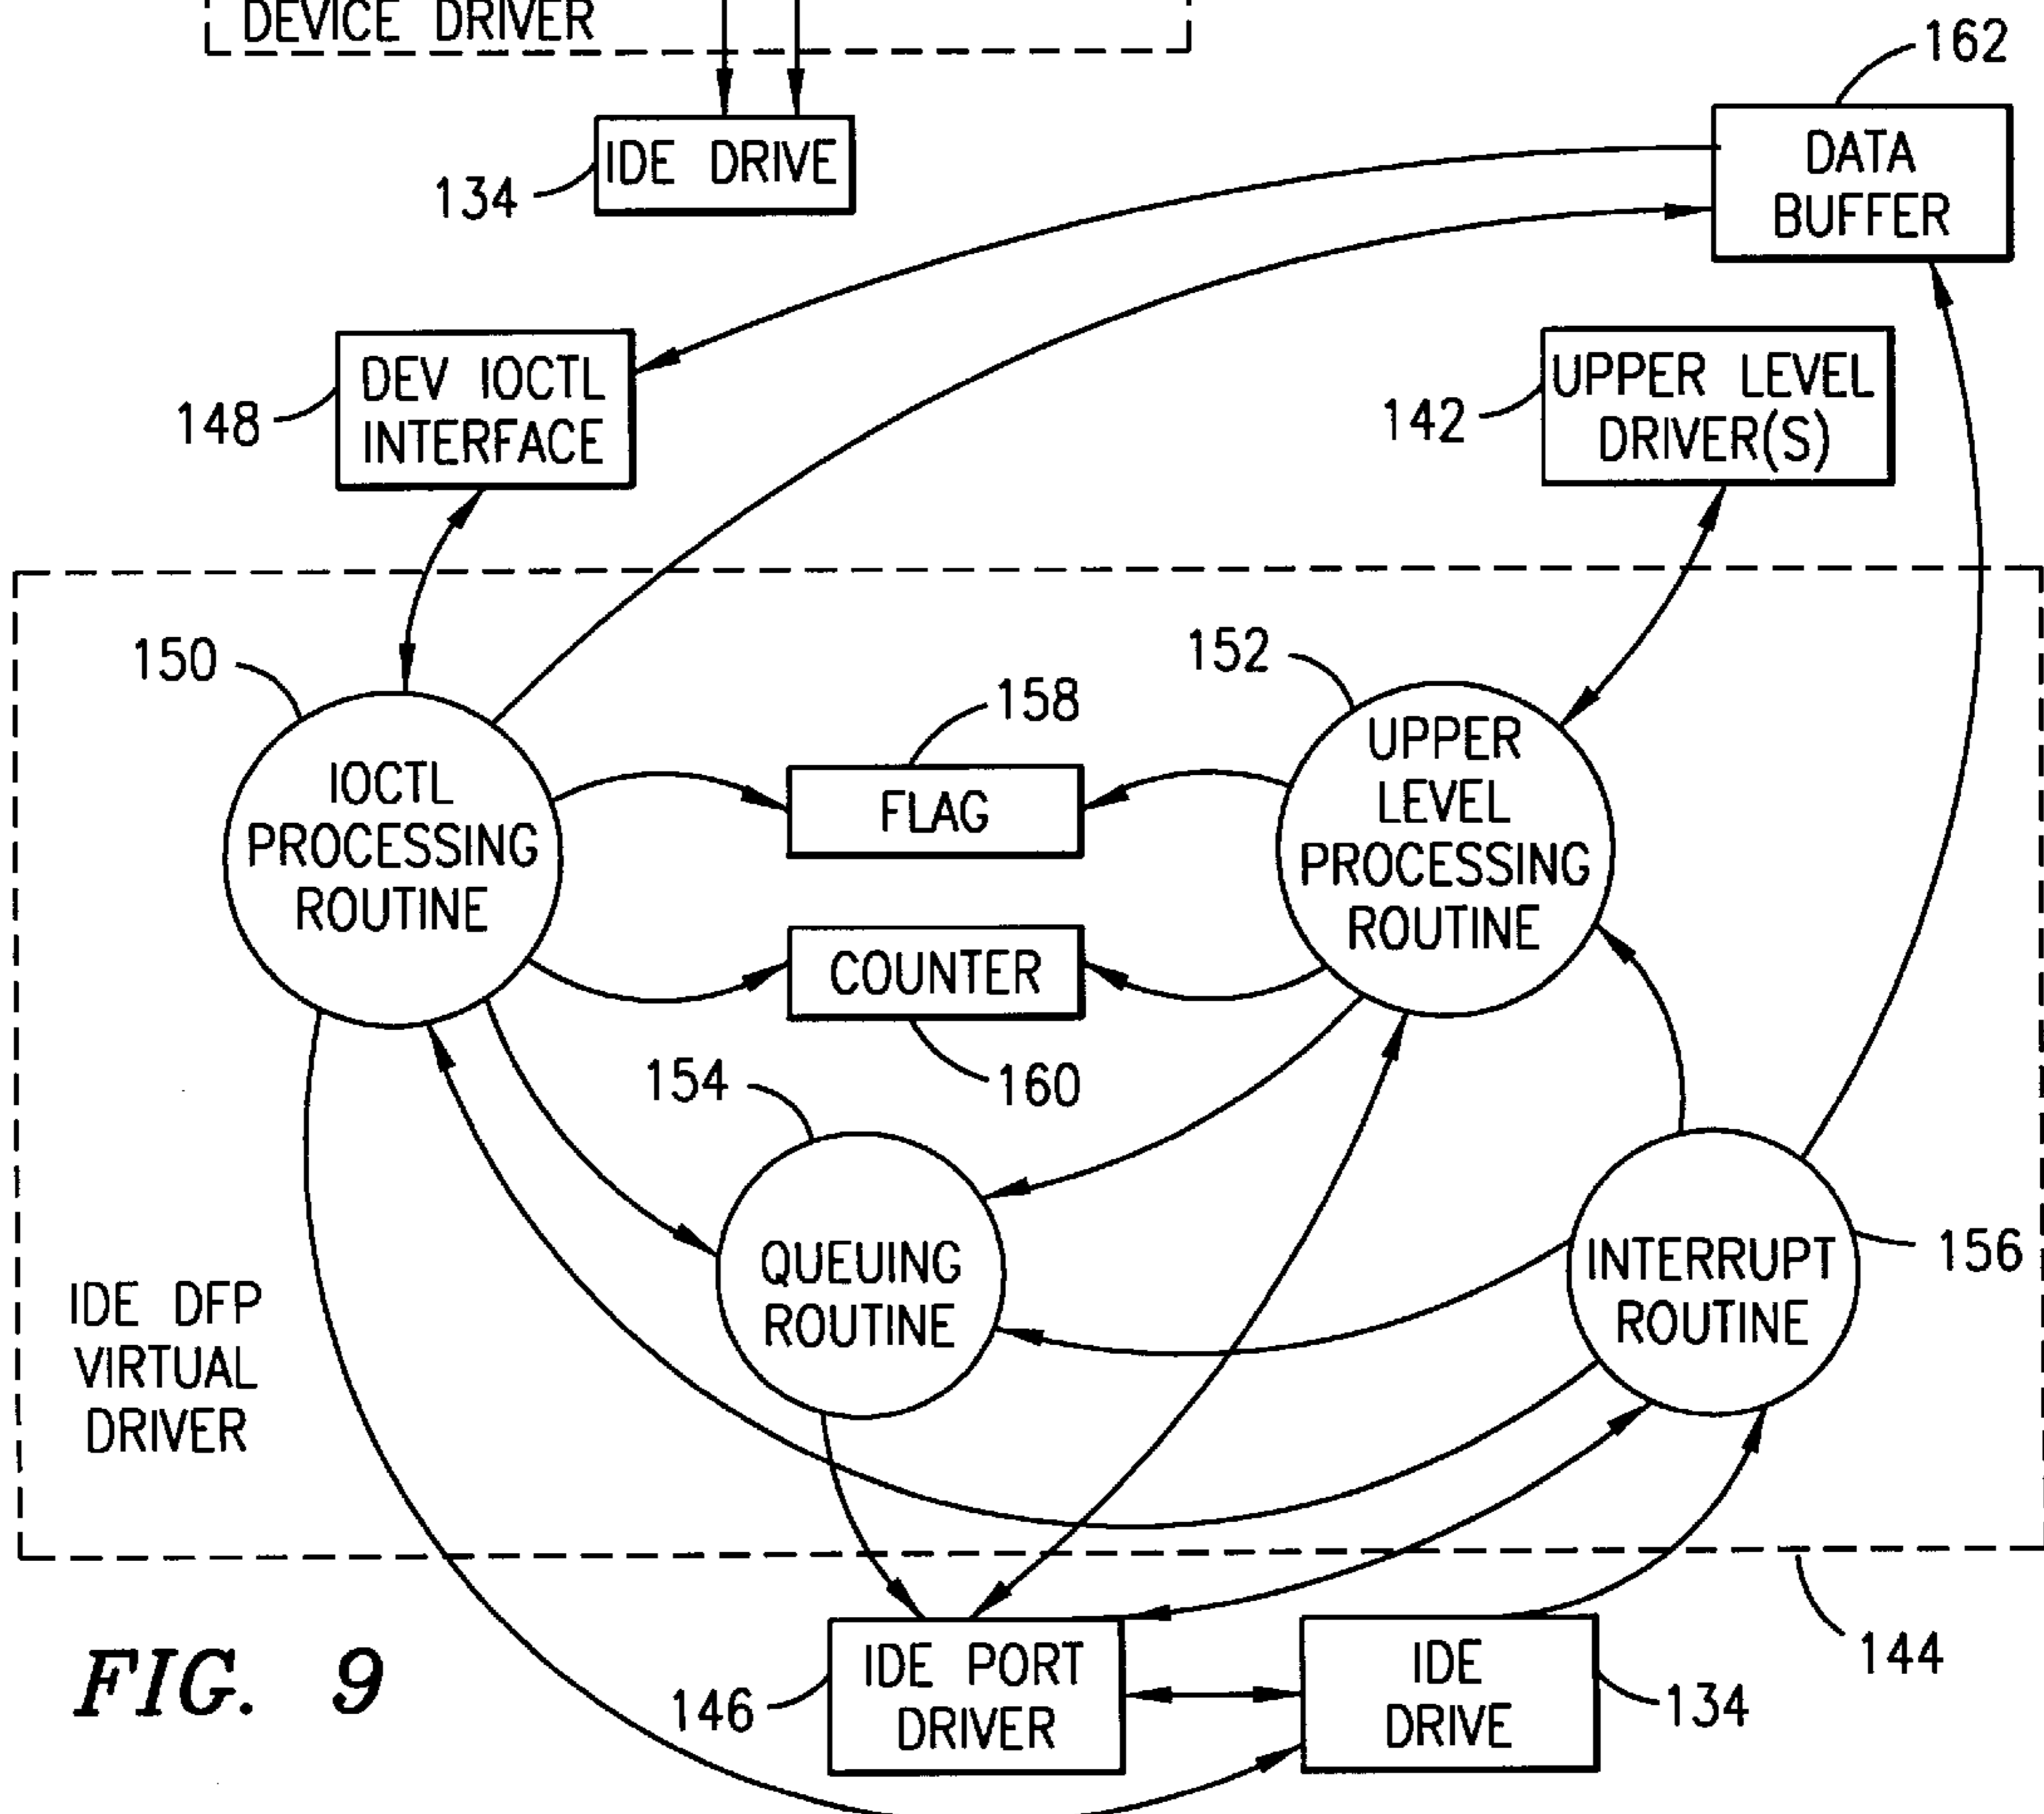 DEVICE DRIVER
162
IDE DRIVE
134
DATA
BUFFER
DEV IOCTL
INTERFACE
148
UPPER LEVEL
DRIVER(S)
142
150
152
158
IOCTL
PROCESSING
ROUTINE
FLAG
UPPER
LEVEL
PROCESSING
ROUTINE
COUNTER
160
154
QUEUING
ROUTINE
INTERRUPT
ROUTINE
156
IDE DFP
VIRTUAL
DRIVER
144
FIG. 9
IDE PORT
DRIVER
146
IDE
DRIVE
134